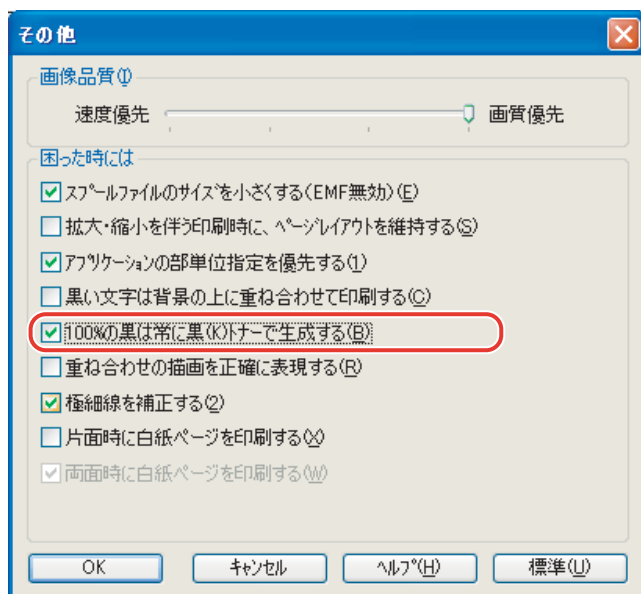 その他
画像品質(I)
速度優先 画質優先
困った時には
スプールファイルのサイズを小さくする(EMF無効)(E)
拡大・縮小を伴う印刷時に、ページレイアウトを維持する(S)
アプリケーションの部単位指定を優先する(1)
黒い文字は背景の上に重ね合わせて印刷する(C)
100%の黒は常に黒(K)トナーで生成する(B)
重ね合わせの描画を正確に表現する(R)
極細線を補正する(2)
片面時に白紙ページを印刷する(X)
両面時に白紙ページを印刷する(W)
OK キャンセル ヘルプ(H) 標準(U)